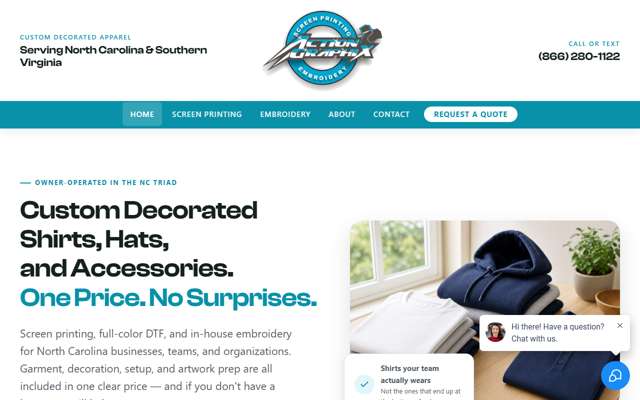 CUSTOM DECORATED APPAREL
Serving North Carolina & Southern
Virginia
SCREEN PRINTING
ACTION
GRAPHIX
EMBROIDERY
CALL OR TEXT
(866) 280-1122
HOME
SCREEN PRINTING
EMBROIDERY
ABOUT
CONTACT
REQUEST A QUOTE
OWNER-OPERATED IN THE NC TRIAD
Custom Decorated
Shirts, Hats,
and Accessories.
One Price. No Surprises.
Screen printing, full-color DTF, and in-house embroidery
for North Carolina businesses, teams, and organizations.
Garment, decoration, setup, and artwork prep are all
included in one clear price — and if you don't have a
Shirts your team
actually wears
Not the ones that end up at
Hi there! Have a question?
Chat with us.